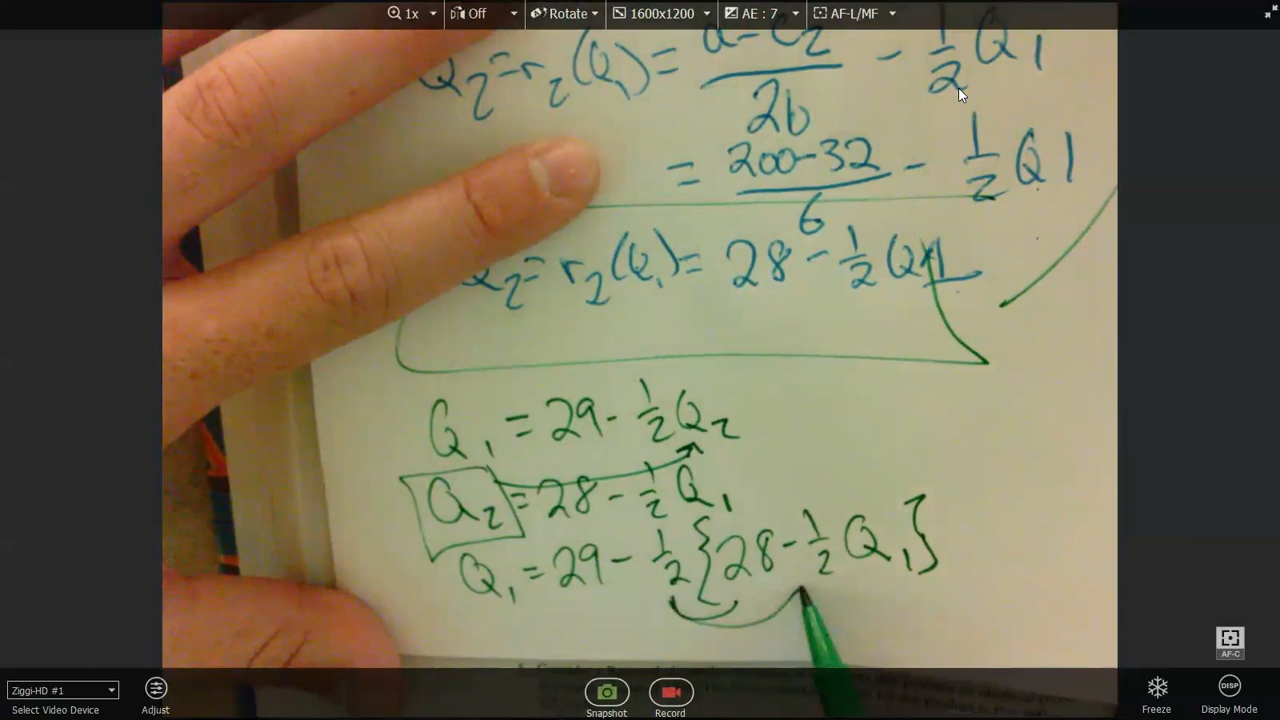 1x Off Rotate 1600x1200 AE : 7 AF-L/MF
Q2 = r2(Q1) = a-c2/2b - 1/2 Q1
= 200-32/6 - 1/2 Q1
Q2 = r2(Q1) = 28 - 1/2 Q1
Q1 = 29 - 1/2 Q2
Q2 = 28 - 1/2 Q1
Q1 = 29 - 1/2 {28 - 1/2 Q1}
AF-C
Ziggi-HD #1
Select Video Device Adjust Snapshot Record Freeze DISP Display Mode